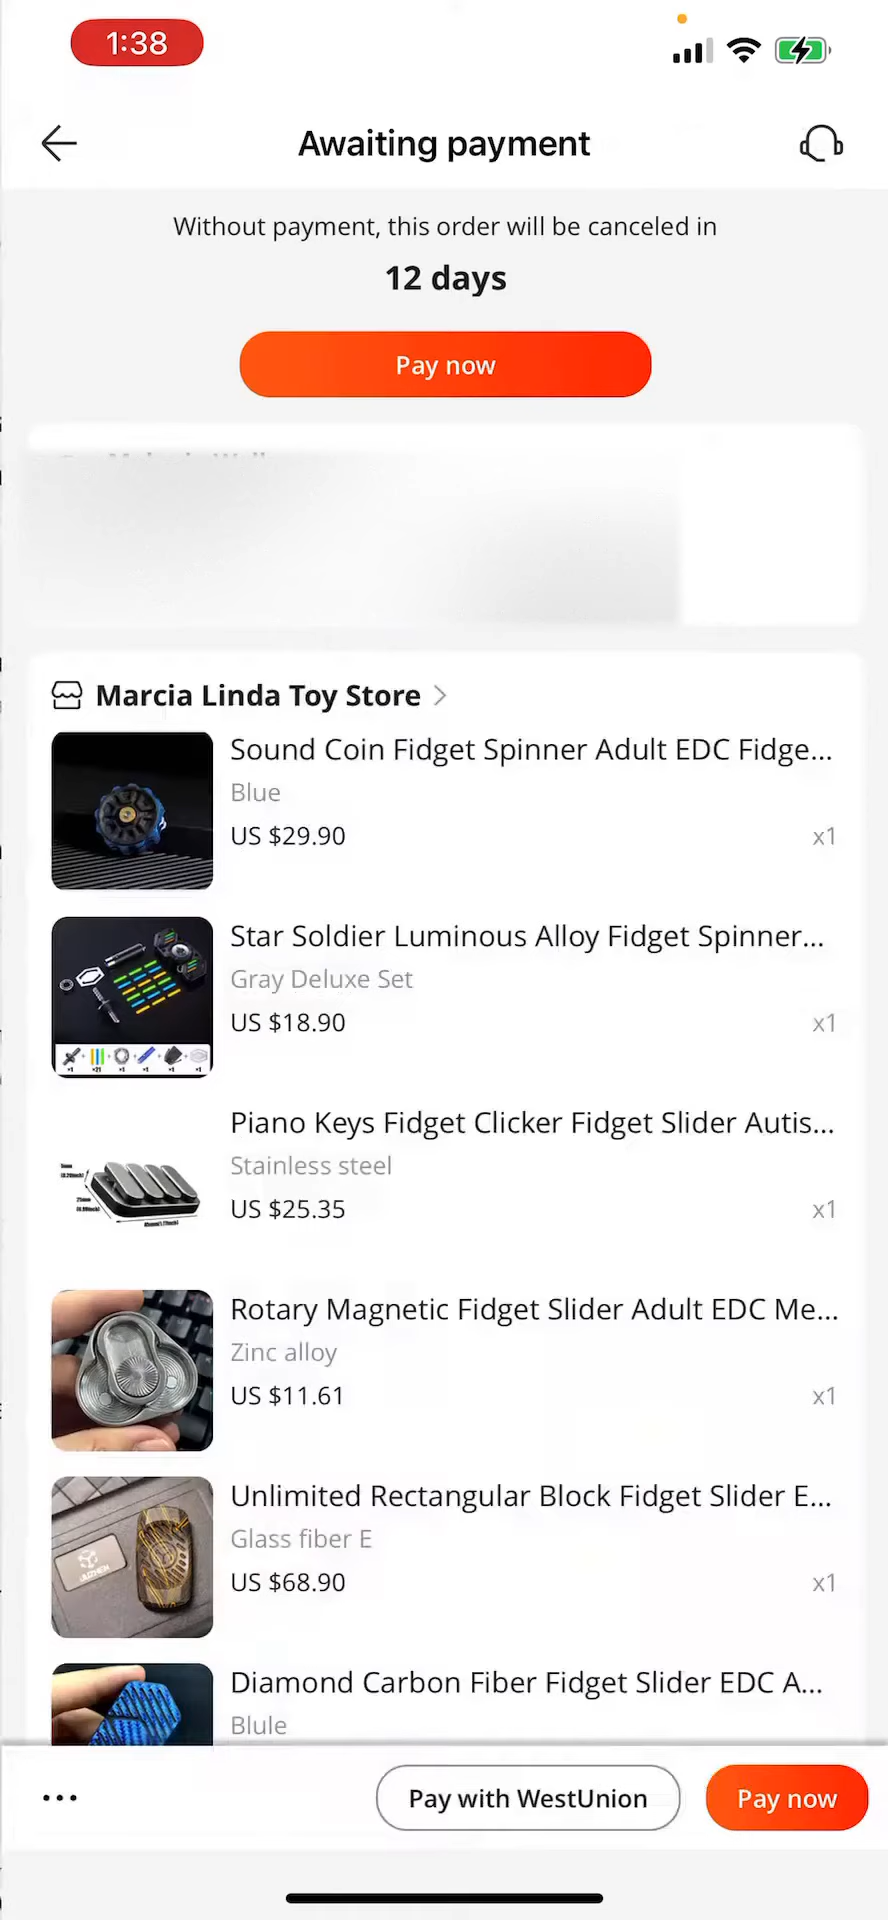 1:38
Awaiting payment
Without payment, this order will be canceled in
12 days
Pay now
Marcia Linda Toy Store
Sound Coin Fidget Spinner Adult EDC Fidge...
Blue
US $29.90
x1
Star Soldier Luminous Alloy Fidget Spinner...
Gray Deluxe Set
US $18.90
x1
Piano Keys Fidget Clicker Fidget Slider Autis...
Stainless steel
US $25.35
x1
Rotary Magnetic Fidget Slider Adult EDC Me...
Zinc alloy
US $11.61
x1
Unlimited Rectangular Block Fidget Slider E...
Glass fiber E
US $68.90
x1
Diamond Carbon Fiber Fidget Slider EDC A...
Blule
Pay with WestUnion
Pay now